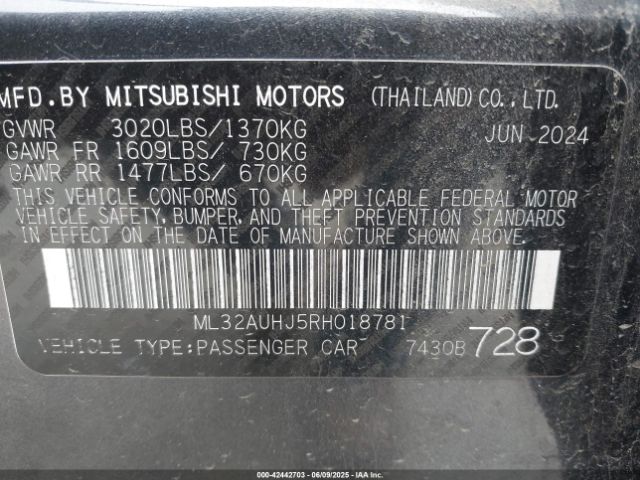 MFD.BY MITSUBISHI MOTORS (THAILAND)CO.,LTD.
GVWR 3020LBS/1370KG JUN 2024
GAWR FR 1609LBS/ 730KG
GAWR RR 1477LBS/ 670KG
THIS VEHICLE CONFORMS TO ALL APPLICABLE FEDERAL MOTOR
VEHICLE SAFETY, BUMPER, AND THEFT PREVENTION STANDARDS
IN EFFECT ON THE DATE OF MANUFACTURE SHOWN ABOVE.
ML32AUHJ5RH018781
VEHICLE TYPE:PASSENGER CAR 7430B 728
000-42442703 - 06/09/2025 - IAA Inc.